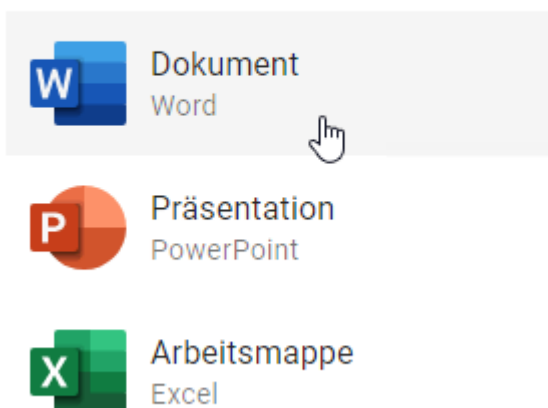 W
Dokument
Word
P
Präsentation
PowerPoint
X
Arbeitsmappe
Excel